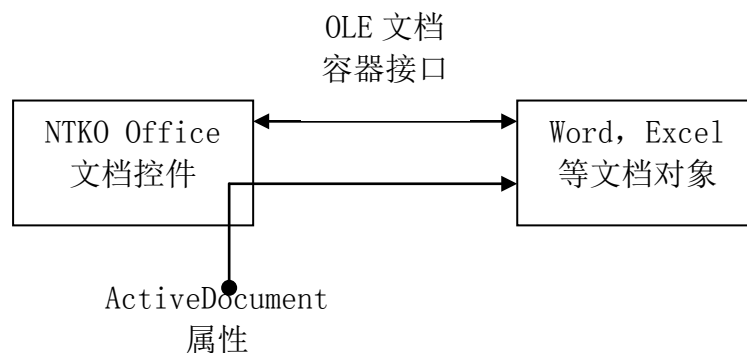 OLE 文档
容器接口
NTKO Office
文档控件
Word，Excel
等文档对象
ActiveDocument
属性